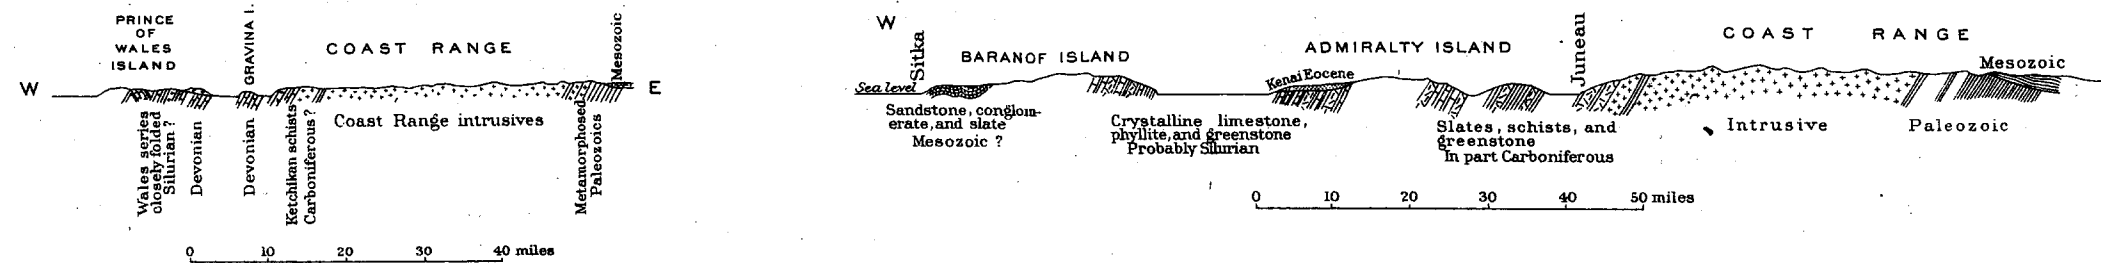 PRINCE
OF
WALES
ISLAND
GRAVINA I.
COAST RANGE
Mesozoic
W
E
Wales series
closely folded
Silurian?
Devonian
Devonian
Ketchikan schists
Carboniferous?
Coast Range intrusives
Metamorphosed
Paleozoics
0 10 20 30 40 miles
W
Sitka
BARANOF ISLAND
ADMIRALTY ISLAND
Juneau
COAST RANGE
Mesozoic
Sea level
Kenai Eocene
Sandstone, conglom-
erate, and slate
Mesozoic ?
Crystalline limestone,
phyllite, and greenstone
Probably Silurian
Slates, schists, and
greenstone
In part Carboniferous
Intrusive
Paleozoic
0 10 20 30 40 50 miles